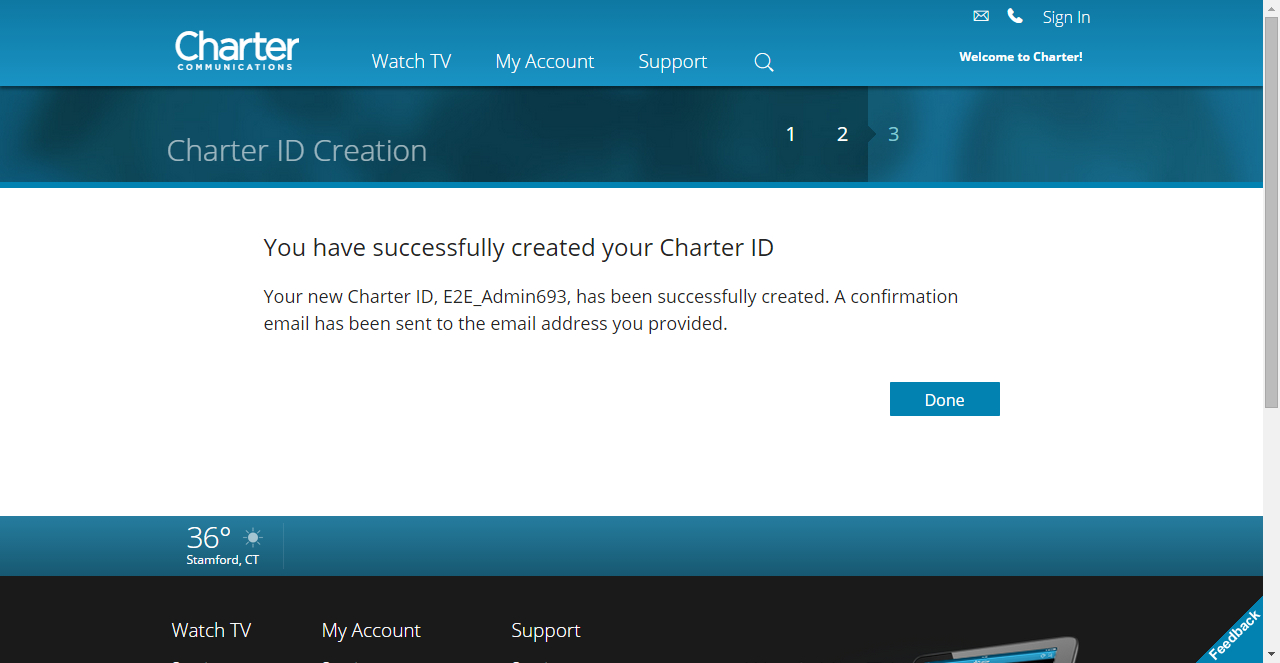 Sign In
Charter
COMMUNICATIONS
Watch TV
My Account
Support
Welcome to Charter!
Charter ID Creation
1
2
3
You have successfully created your Charter ID
Your new Charter ID, E2E_Admin693, has been successfully created. A confirmation
email has been sent to the email address you provided.
Done
36°
Stamford, CT
Watch TV
My Account
Support
Feedback